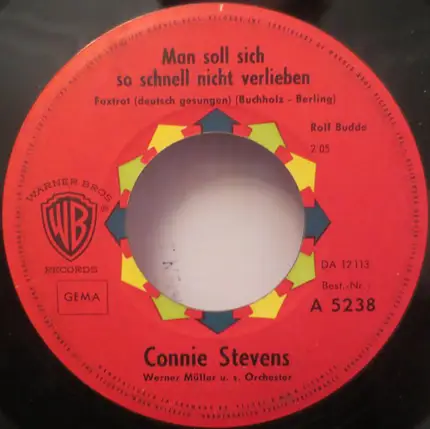 Man soll sich
so schnell nicht verlieben
Foxtrot (deutsch gesungen) (Buchholz - Berling)
Rolf Budde
2'05
WARNER BROS
WB
®
RECORDS
GEMA
DA 12113
Best.-Nr.
A 5238
Connie Stevens
Werner Müller u. s. Orchester